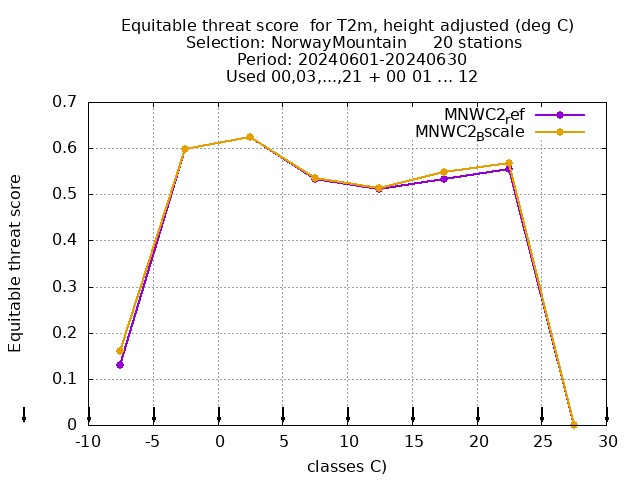 Equitable threat score  for T2m, height adjusted (deg C)
Selection: NorwayMountain     20 stations
Period: 20240601-20240630
Used 00,03,...,21 + 00 01 ... 12
MNWC2ref
MNWC2Bscale
Equitable threat score
0.7
0.6
0.5
0.4
0.3
0.2
0.1
0
-10 -5 0 5 10 15 20 25 30
classes C)